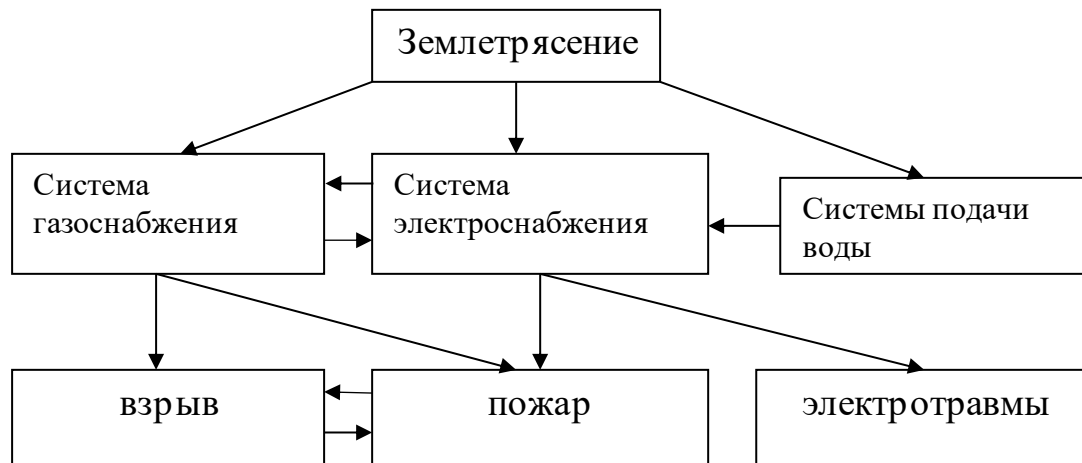 Землетрясение
Система
газоснабжения
Система
электроснабжения
Системы подачи
воды
взрыв
пожар
электротравмы